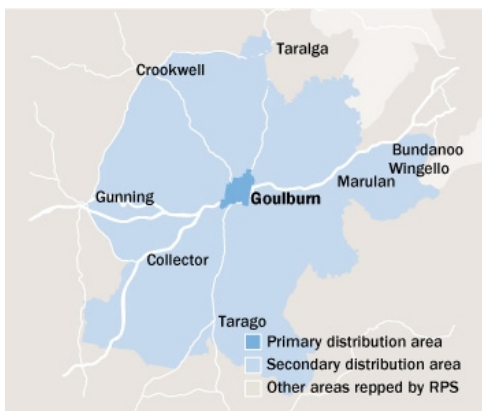 Taralga
Crookwell
Bundanoo
Wingello
Marulan
Gunning
Goulburn
Collector
Tarago
Primary distribution area
Secondary distribution area
Other areas repped by RPS